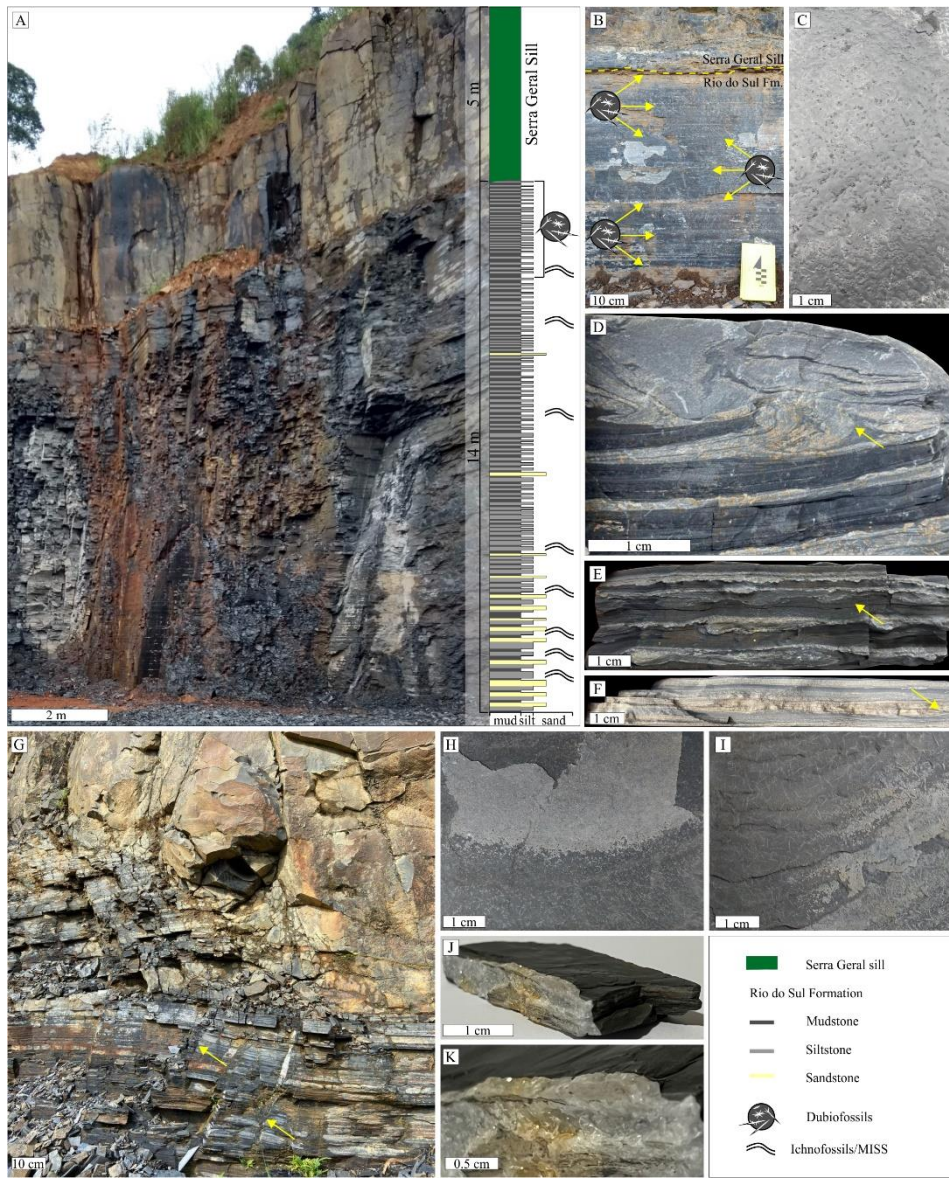 A
5 m
Serra Geral Sill
14 m
2 m
mud silt sand
B
Serra Geral Sill
Rio do Sul Fm.
10 cm
C
1 cm
D
1 cm
E
1 cm
F
1 cm
G
10 cm
H
1 cm
I
1 cm
J
1 cm
K
0.5 cm
Serra Geral sill
Rio do Sul Formation
Mudstone
Siltstone
Sandstone
Dubiofossils
Ichnofossils/MISS